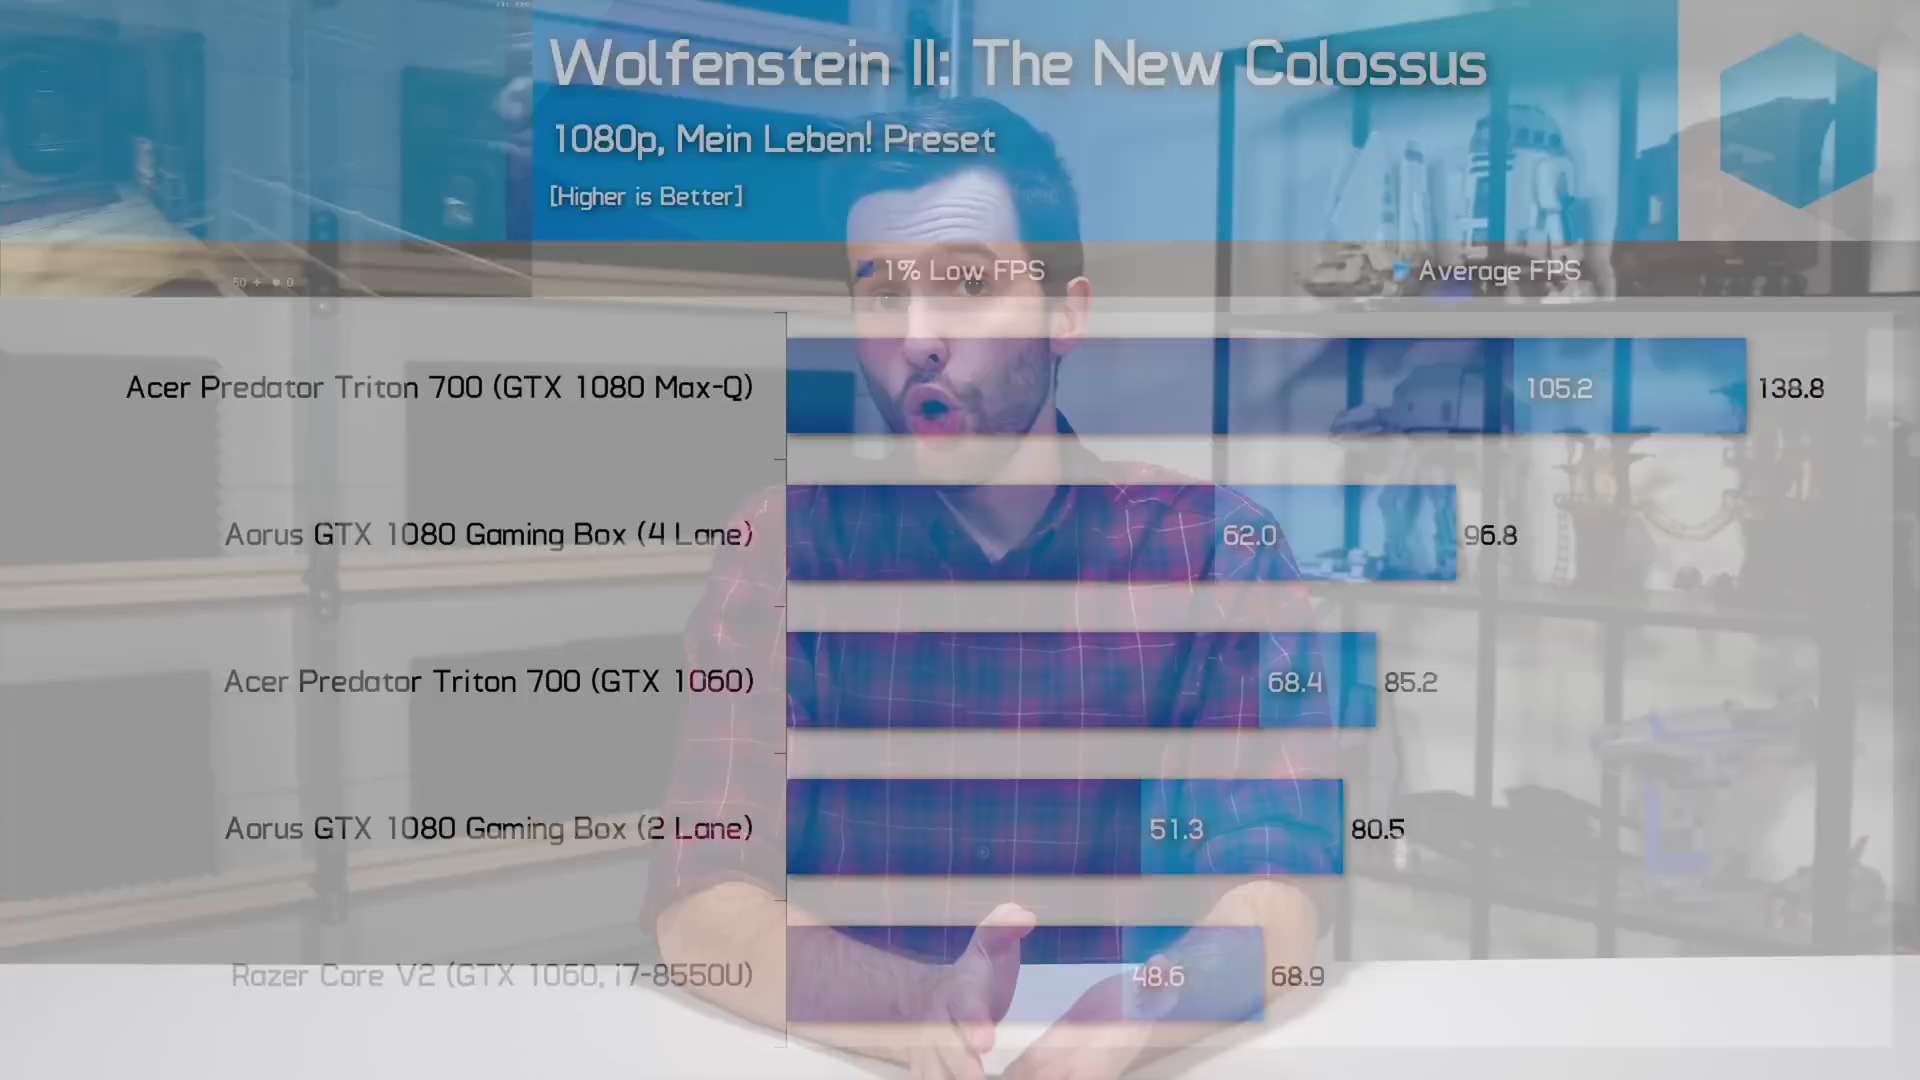 Wolfenstein II: The New Colossus
1080p, Mein Leben! Preset
[Higher is Better]
50 + ♥ 0
1% Low FPS
Average FPS
Acer Predator Triton 700 (GTX 1080 Max-Q)
105.2
138.8
Aorus GTX 1080 Gaming Box (4 Lane)
62.0
96.8
Acer Predator Triton 700 (GTX 1060)
68.4
85.2
Aorus GTX 1080 Gaming Box (2 Lane)
51.3
80.5
Razer Core V2 (GTX 1060, i7-8550U)
48.6
68.9